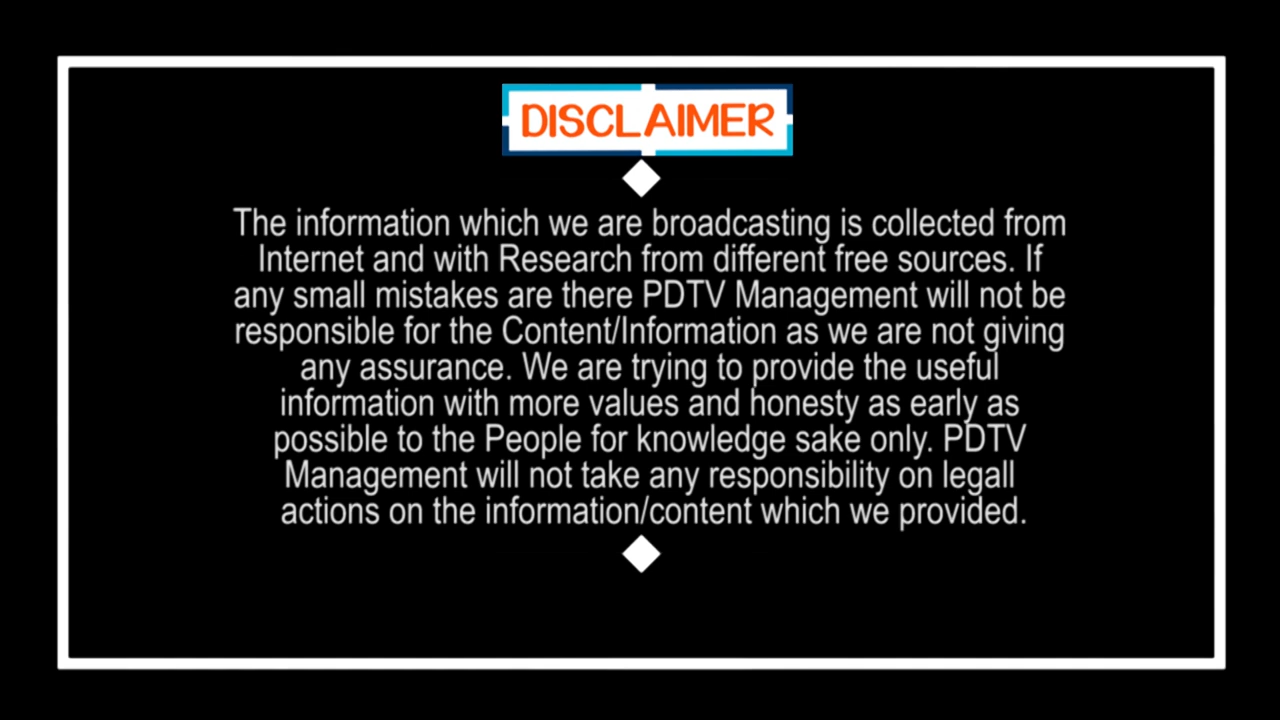 DISCLAIMER
The information which we are broadcasting is collected from
Internet and with Research from different free sources. If
any small mistakes are there PDTV Management will not be
responsible for the Content/Information as we are not giving
any assurance. We are trying to provide the useful
information with more values and honesty as early as
possible to the People for knowledge sake only. PDTV
Management will not take any responsibility on legall
actions on the information/content which we provided.